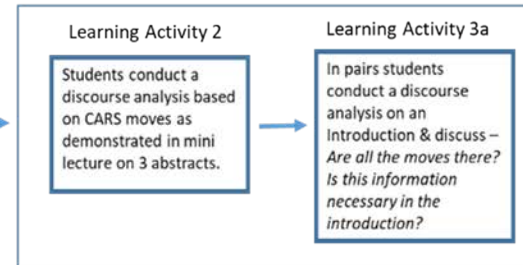 Learning Activity 2
Students conduct a
discourse analysis based
on CARS moves as
demonstrated in mini
lecture on 3 abstracts.
Learning Activity 3a
In pairs students
conduct a discourse
analysis on an
Introduction & discuss –
Are all the moves there?
Is this information
necessary in the
introduction?